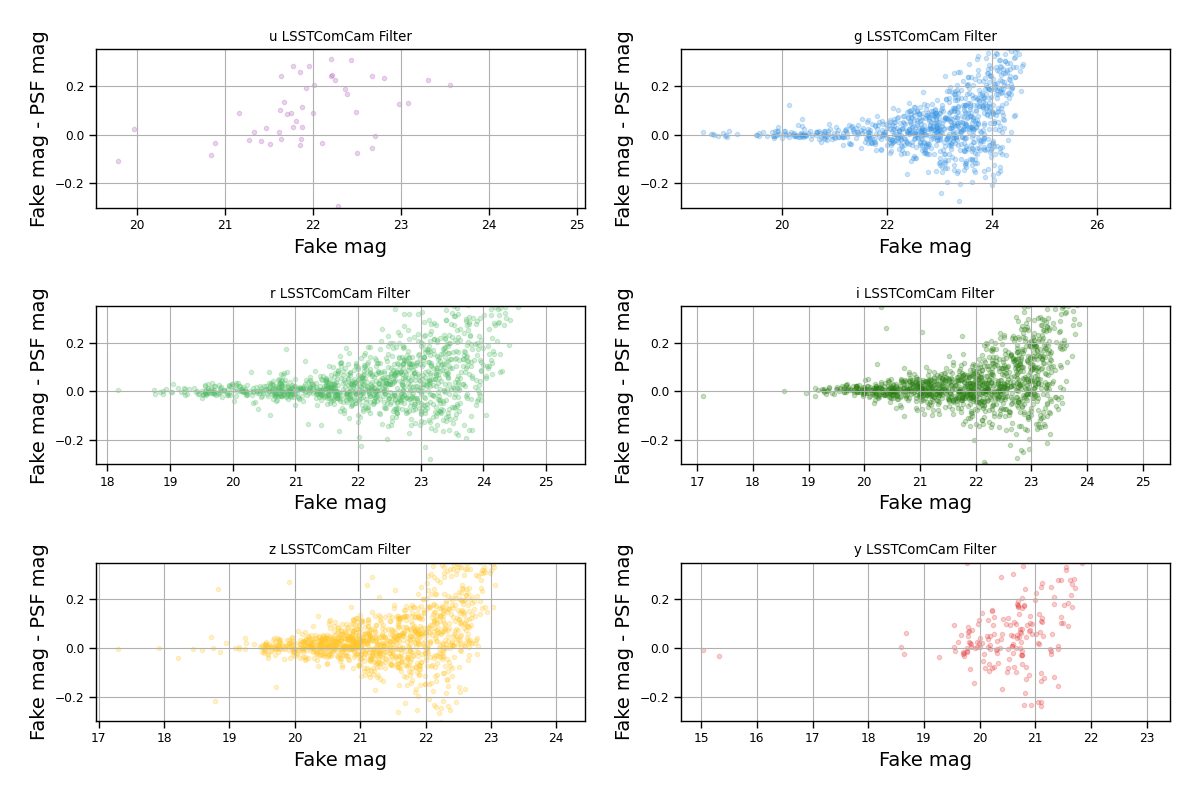 u LSSTComCam Filter
Fake mag - PSF mag
0.2
0.0
−0.2
20 21 22 23 24 25
Fake mag
g LSSTComCam Filter
Fake mag - PSF mag
0.2
0.0
−0.2
20 22 24 26
Fake mag
r LSSTComCam Filter
Fake mag - PSF mag
0.2
0.0
−0.2
18 19 20 21 22 23 24 25
Fake mag
i LSSTComCam Filter
Fake mag - PSF mag
0.2
0.0
−0.2
17 18 19 20 21 22 23 24 25
Fake mag
z LSSTComCam Filter
Fake mag - PSF mag
0.2
0.0
−0.2
17 18 19 20 21 22 23 24
Fake mag
y LSSTComCam Filter
Fake mag - PSF mag
0.2
0.0
−0.2
15 16 17 18 19 20 21 22 23
Fake mag